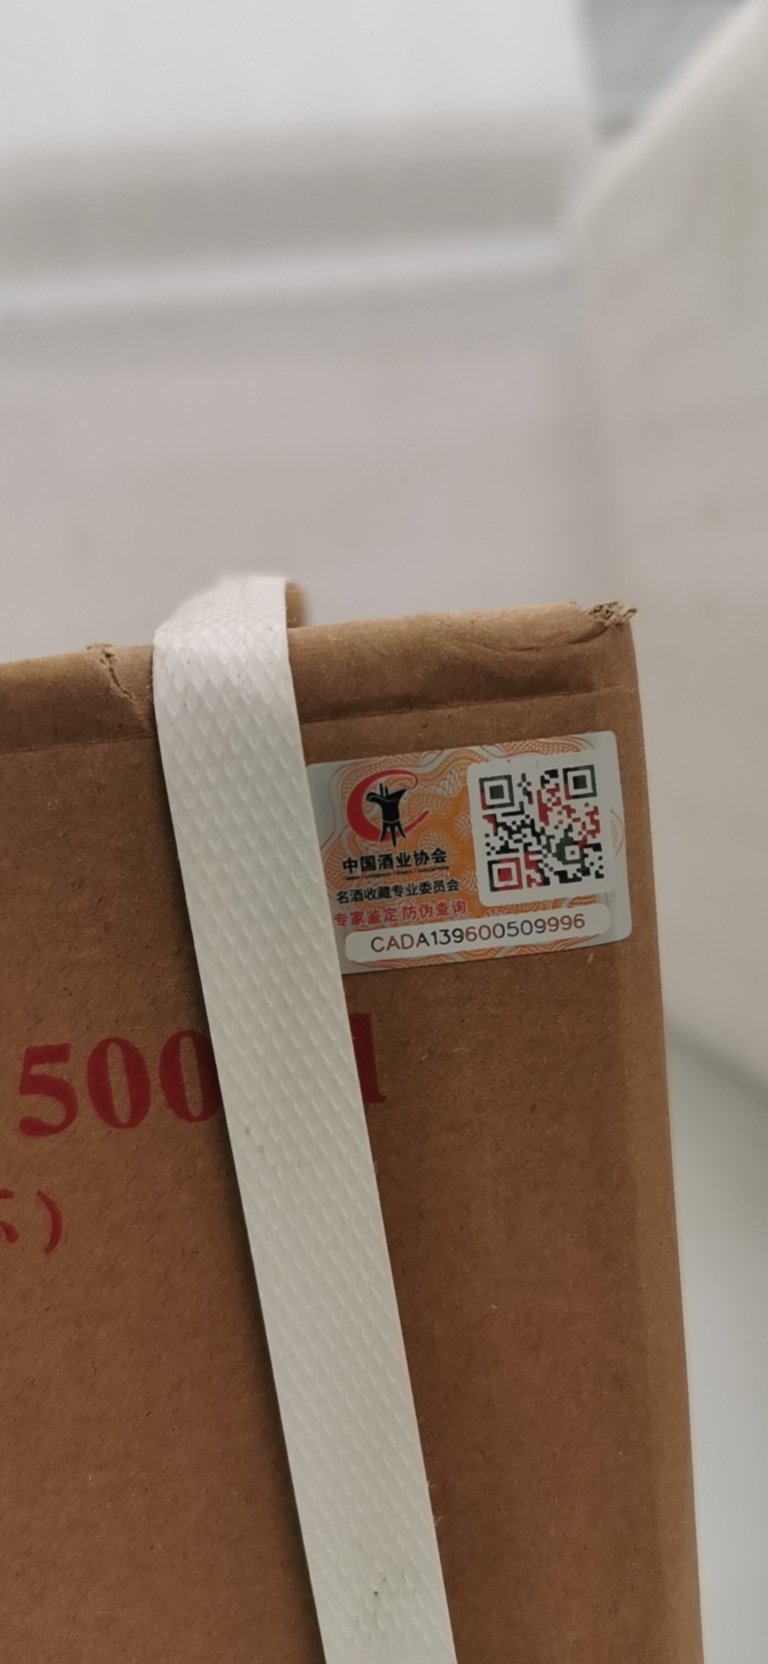 中国酒业协会
名酒收藏专业委员会
专家鉴定 防伪查询
CADA139600509996
500
)